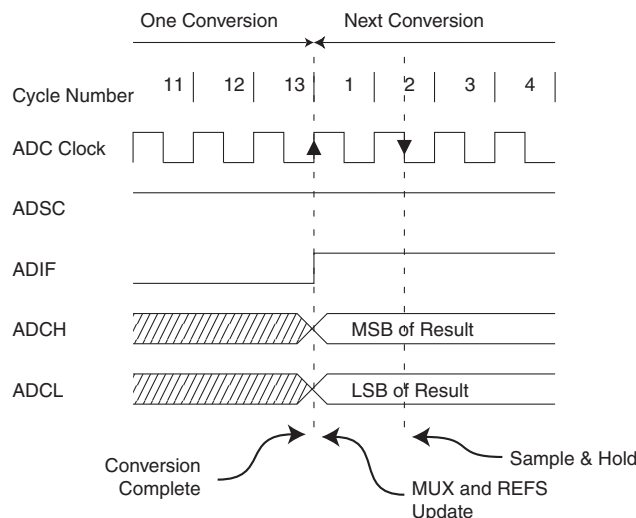 One Conversion Next Conversion
Cycle Number 11 12 13 1 2 3 4
ADC Clock
ADSC
ADIF
ADCH MSB of Result
ADCL LSB of Result
Conversion
Complete
MUX and REFS
Update
Sample & Hold